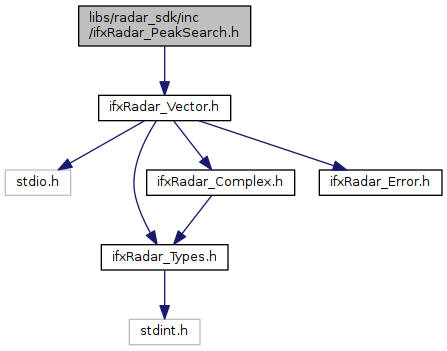 libs/radar_sdk/inc
/ifxRadar_PeakSearch.h
ifxRadar_Vector.h
stdio.h
ifxRadar_Complex.h
ifxRadar_Error.h
ifxRadar_Types.h
stdint.h